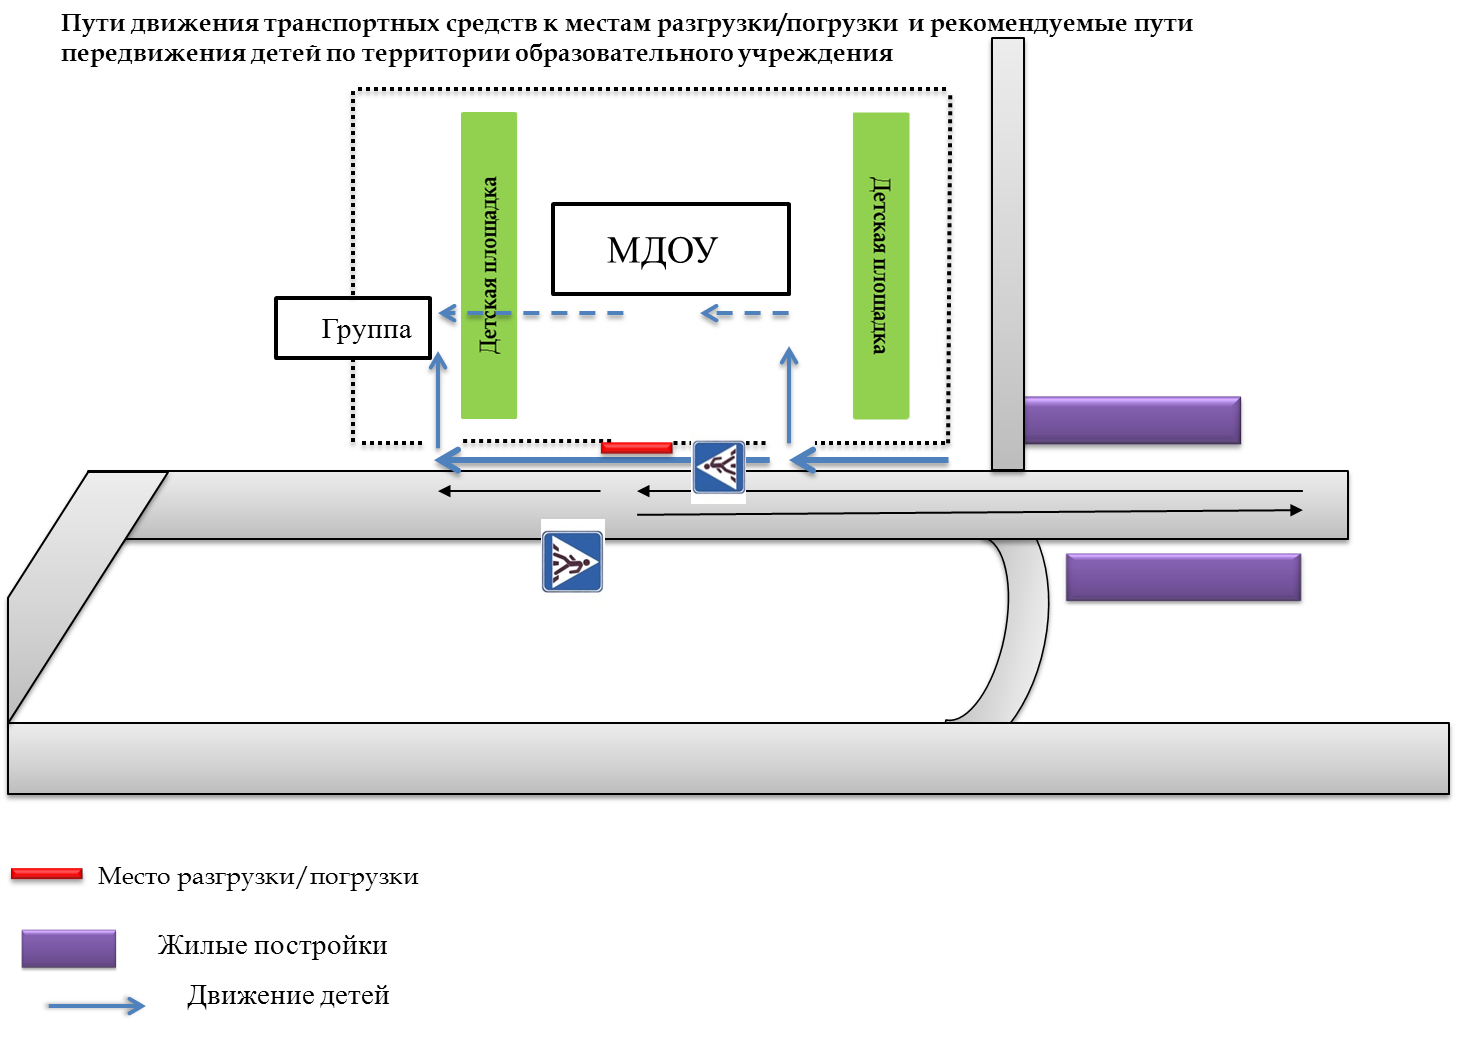 Пути движения транспортных средств к местам разгрузки/погрузки и рекомендуемые пути
передвижения детей по территории образовательного учреждения
Детская площадка
МДОУ
Детская площадка
Группа
Место разгрузки/погрузки
Жилые постройки
Движение детей